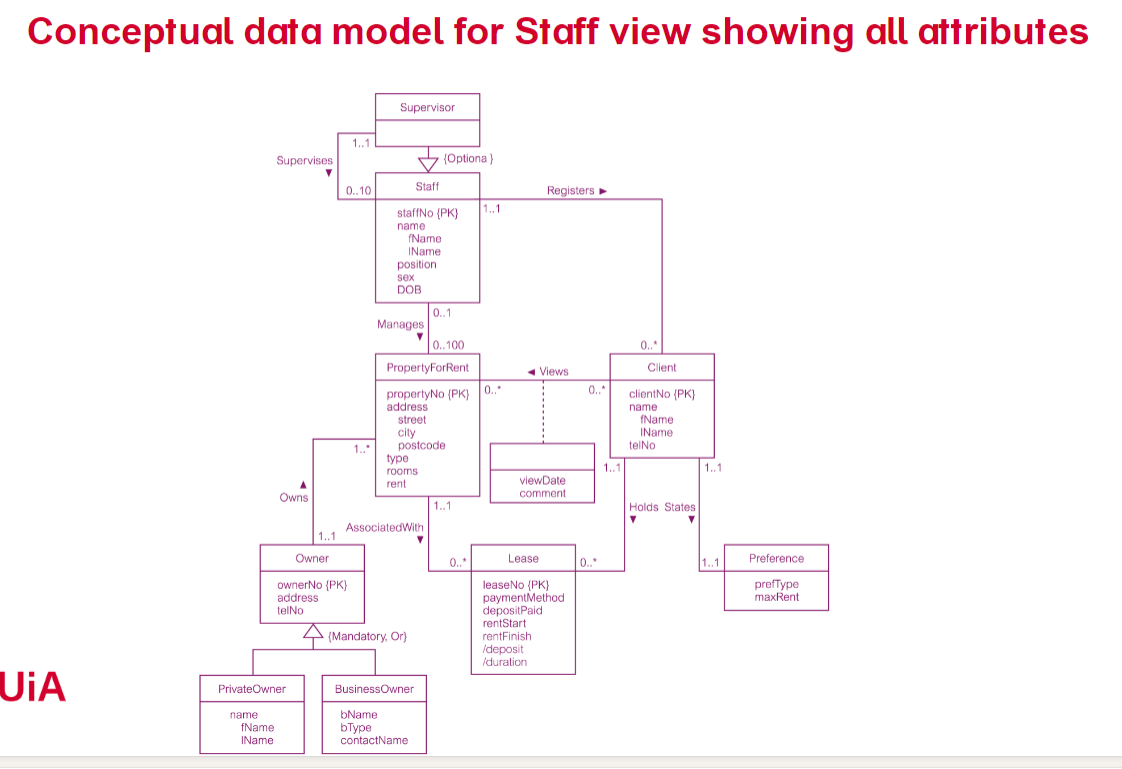 Conceptual data model for Staff view showing all attributes
Supervisor
1..1
Supervises
▼
{Optiona }
0..10
Staff
Registers ►
1..1
staffNo {PK}
name
fName
lName
position
sex
DOB
0..1
Manages
▼
0..100
0..*
PropertyForRent
◄ Views
Client
0..*
0..*
propertyNo {PK}
address
street
city
postcode
type
rooms
rent
clientNo {PK}
name
fName
lName
telNo
1..*
viewDate
comment
1..1
1..1
▲
Owns
1..1
Holds
▼
States
▼
AssociatedWith
▼
1..1
0..*
0..*
1..1
Owner
ownerNo {PK}
address
telNo
Lease
leaseNo {PK}
paymentMethod
depositPaid
rentStart
rentFinish
/deposit
/duration
Preference
prefType
maxRent
{Mandatory, Or}
UiA
PrivateOwner
name
fName
lName
BusinessOwner
bName
bType
contactName